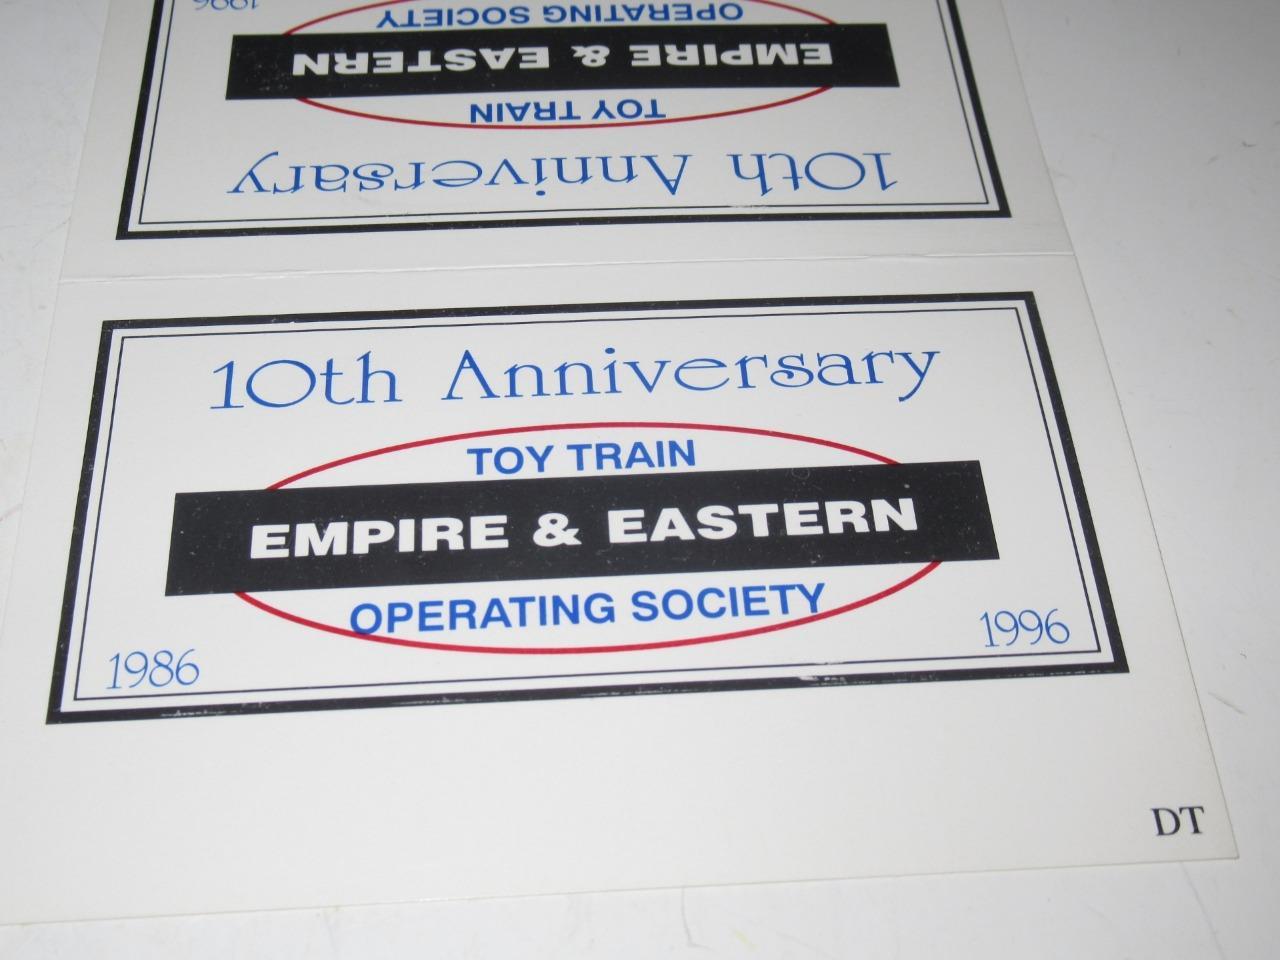 1996
OPERATING SOCIETY
EMPIRE & EASTERN
TOY TRAIN
10th Anniversary
10th Anniversary
TOY TRAIN
EMPIRE & EASTERN
OPERATING SOCIETY
1986
1996
DT